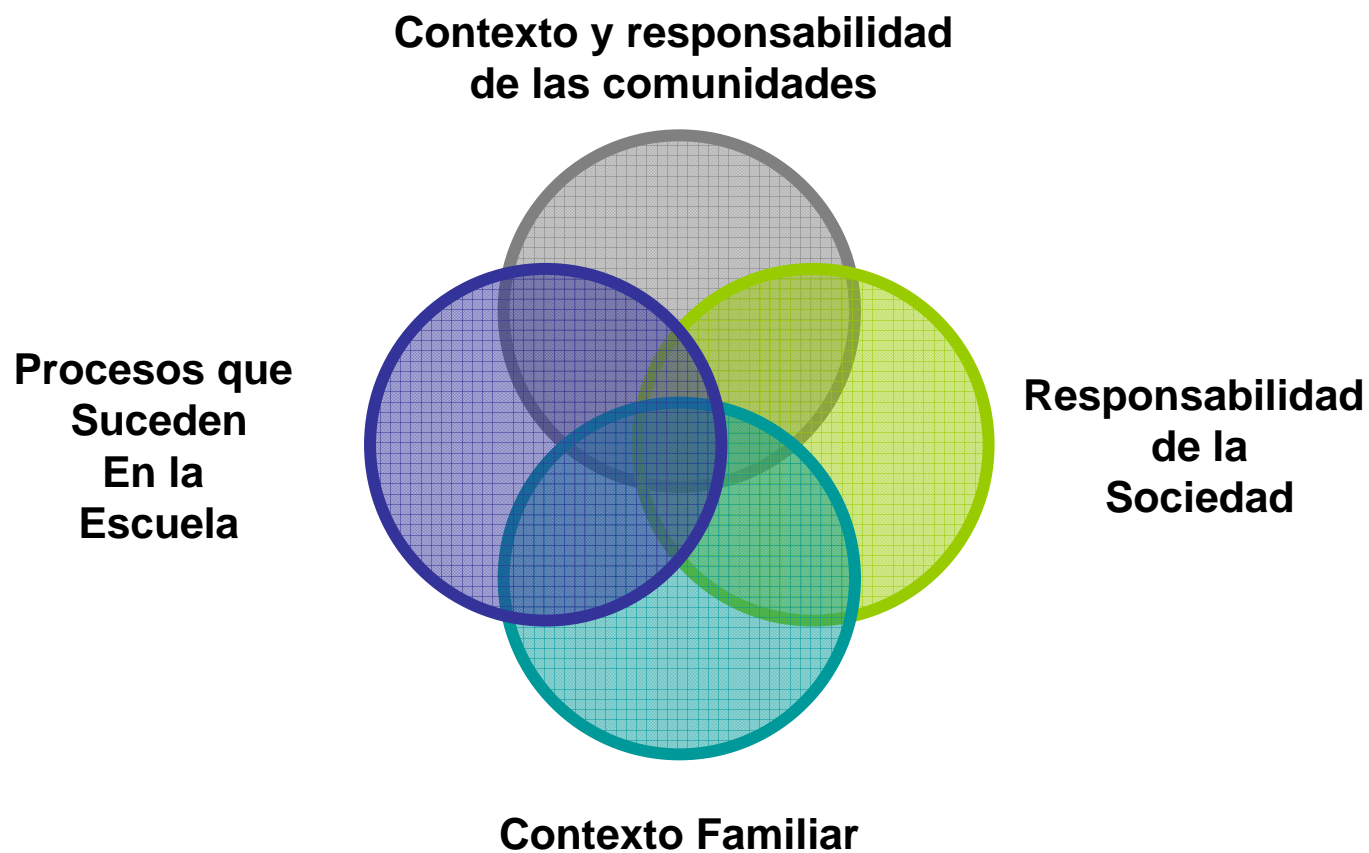 Contexto y responsabilidad
de las comunidades
Procesos que
Suceden
En la
Escuela
Responsabilidad
de la
Sociedad
Contexto Familiar